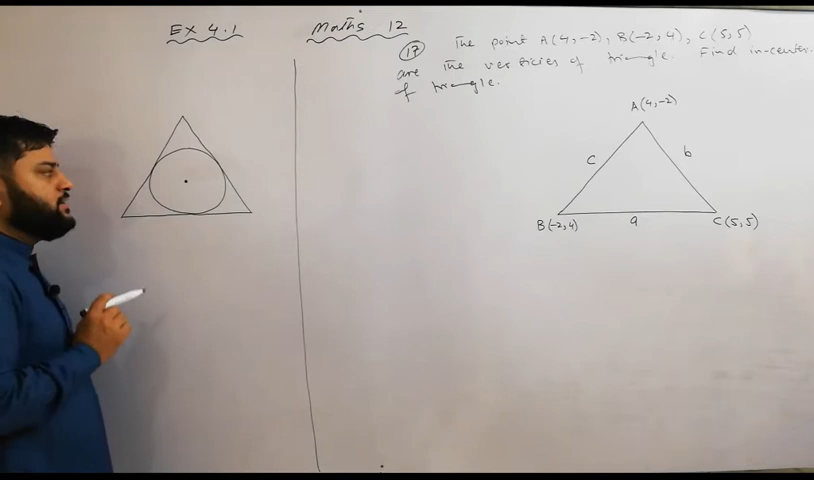 EX 4.1
Maths 12
(17) The point A(4,-2), B(-2,4), C(5,5)
are the verticies of triangle. Find in-center.
of triangle.
A(4,-2)
c
b
B(-2,4)
a
C(5,5)